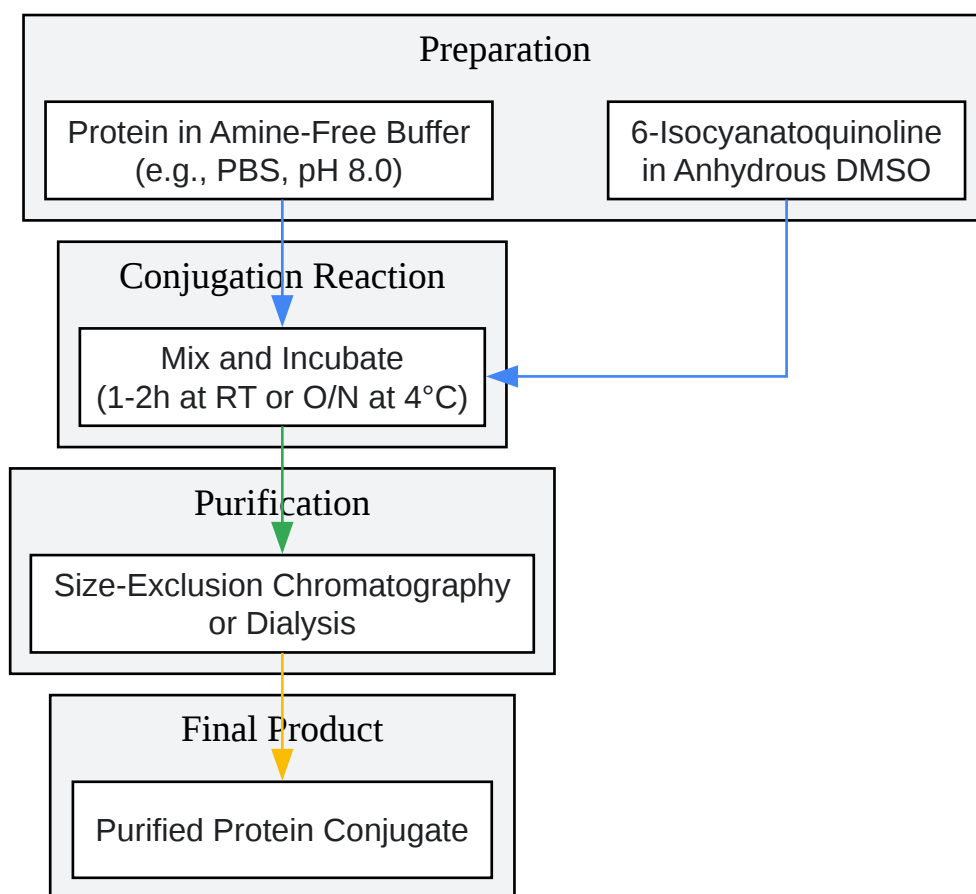 Preparation
Protein in Amine-Free Buffer
(e.g., PBS, pH 8.0)
6-Isocyanatoquinoline
in Anhydrous DMSO
Conjugation Reaction
Mix and Incubate
(1-2h at RT or O/N at 4°C)
Purification
Size-Exclusion Chromatography
or Dialysis
Final Product
Purified Protein Conjugate